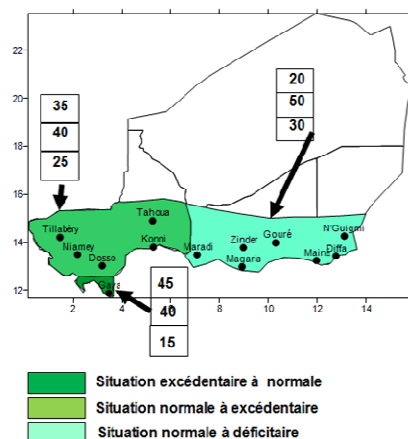 22
20
18
16
14
12
2
4
6
8
10
12
14
35
40
25
20
50
30
45
40
15
Tahoua
Tillabéry
Konni
Niamey
Dosso
Gaya
Maradi
Zinder
Gouré
N'Guigmi
Magara
Diffa
Situation excédentaire à normale
Situation normale à excédentaire
Situation normale à déficitaire